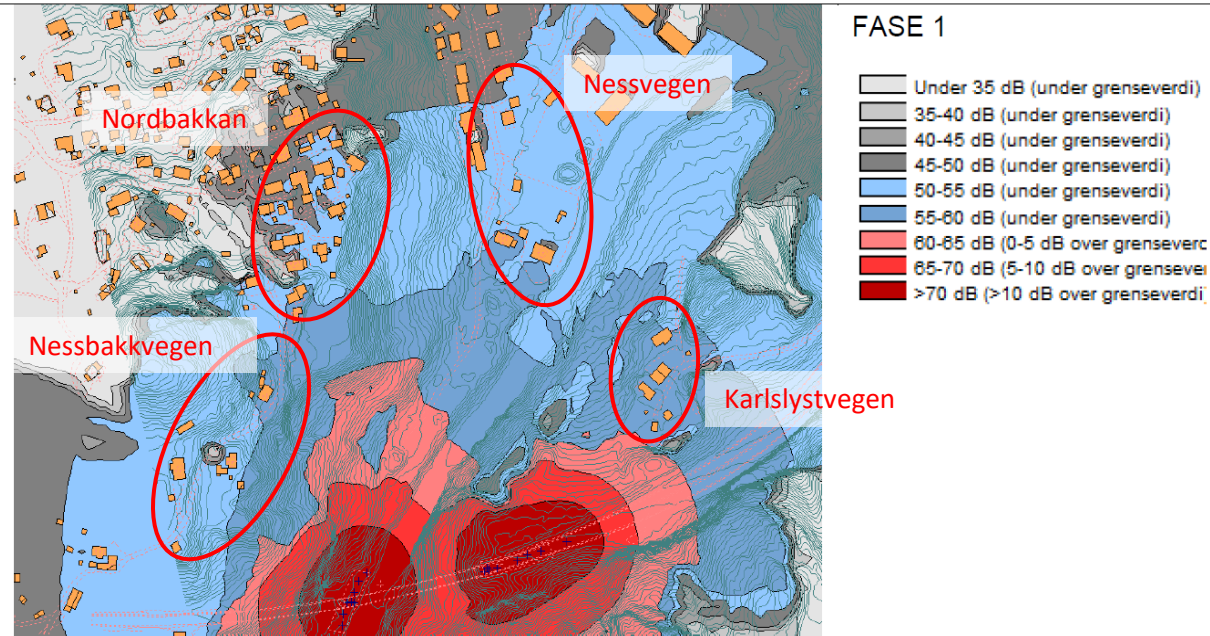 FASE 1
Under 35 dB (under grenseverdi)
35-40 dB (under grenseverdi)
40-45 dB (under grenseverdi)
45-50 dB (under grenseverdi)
50-55 dB (under grenseverdi)
55-60 dB (under grenseverdi)
60-65 dB (0-5 dB over grenseverd
65-70 dB (5-10 dB over grensever
>70 dB (>10 dB over grenseverdi)
Nessvegen
Nordbakkan
Nessbakkvegen
Karlslystvegen